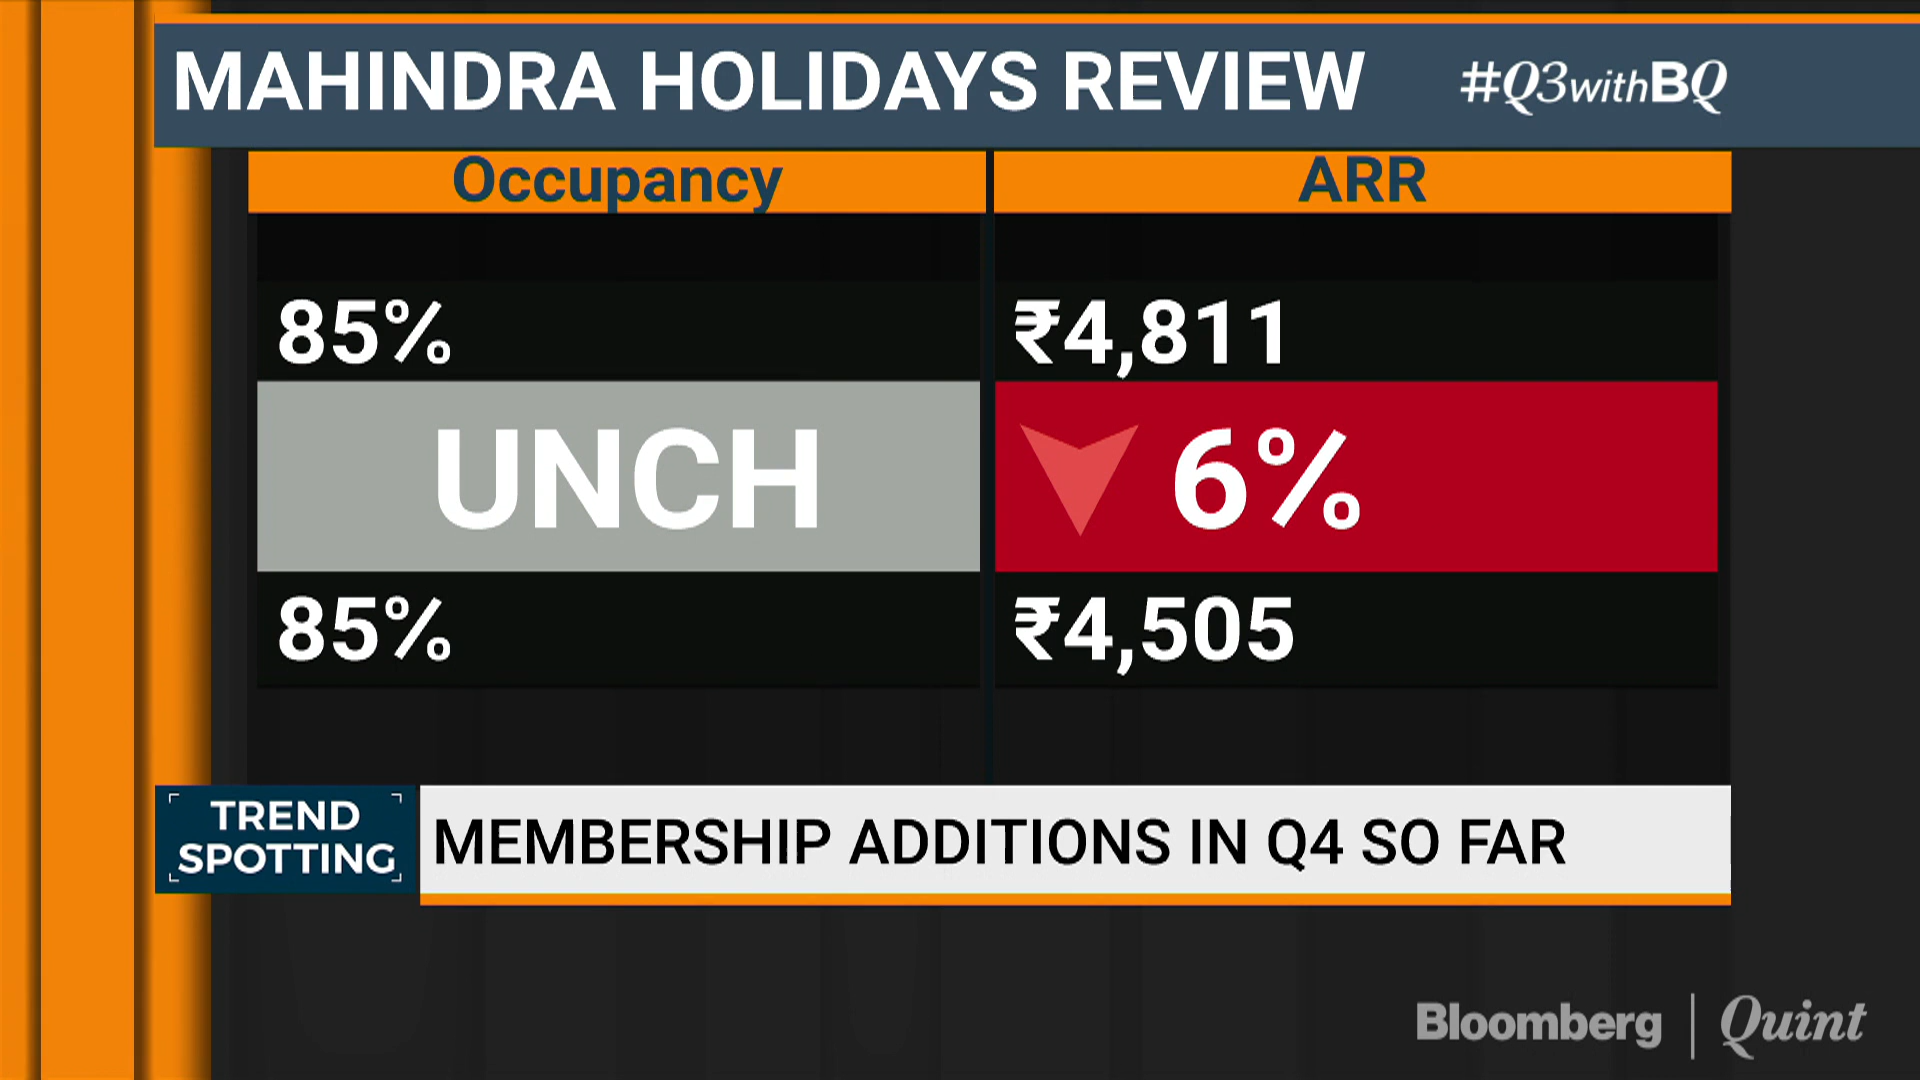 MAHINDRA HOLIDAYS REVIEW #Q3withBQ
Occupancy ARR
85% ₹4,811
UNCH 6%
85% ₹4,505
TREND
SPOTTING
MEMBERSHIP ADDITIONS IN Q4 SO FAR
Bloomberg | Quint